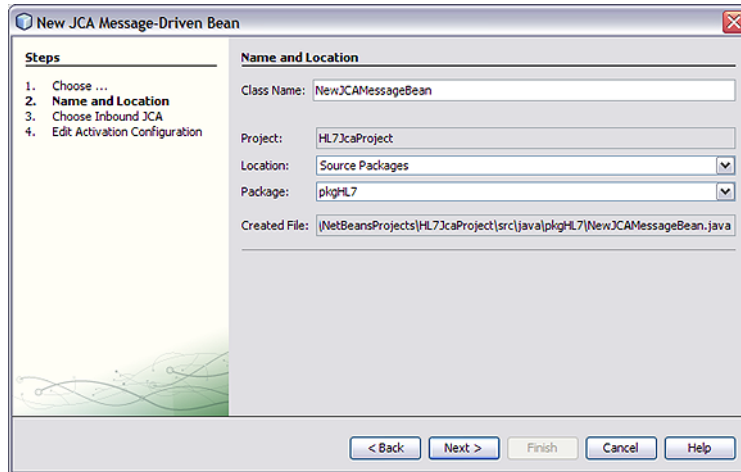 New JCA Message-Driven Bean
Steps
1. Choose ...
2. Name and Location
3. Choose Inbound JCA
4. Edit Activation Configuration
Name and Location
Class Name: NewJCAMessageBean
Project: HL7JcaProject
Location: Source Packages
Package: pkgHL7
Created File: \NetBeansProjects\HL7JcaProject\src\java\pkgHL7\NewJCAMessageBean.java
< Back Next > Finish Cancel Help